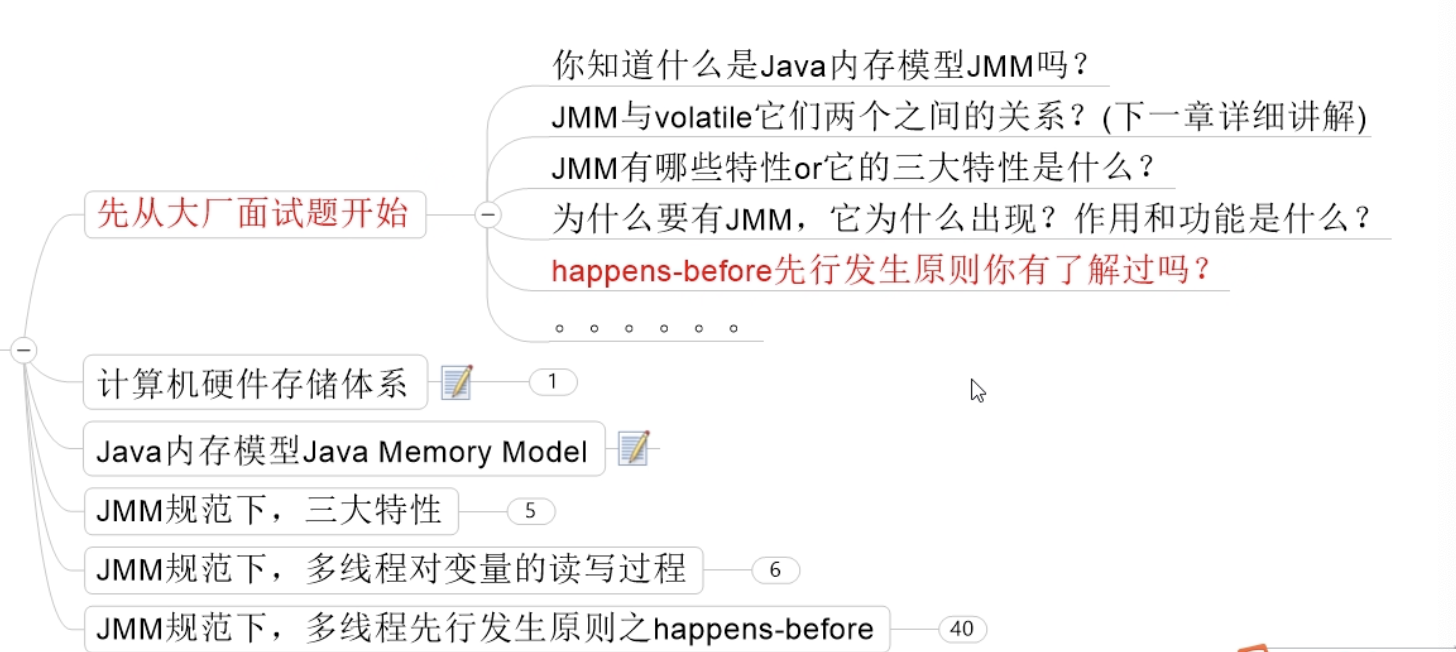 你知道什么是Java内存模型JMM吗？
JMM与volatile它们两个之间的关系？(下一章详细讲解)
JMM有哪些特性or它的三大特性是什么？
为什么要有JMM，它为什么出现？作用和功能是什么？
happens-before先行发生原则你有了解过吗？
。。。。。。
先从大厂面试题开始
计算机硬件存储体系 1
Java内存模型Java Memory Model
JMM规范下，三大特性 5
JMM规范下，多线程对变量的读写过程 6
JMM规范下，多线程先行发生原则之happens-before 40